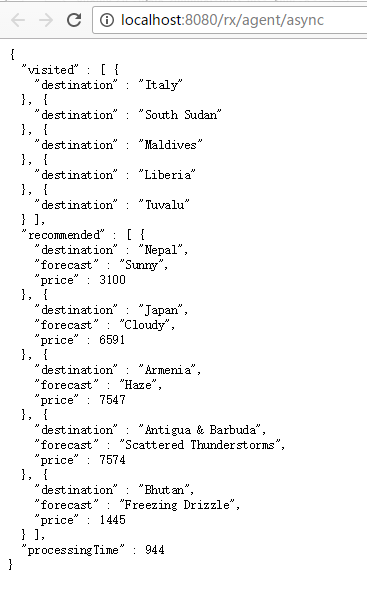 localhost:8080/rx/agent/async
{
  "visited" : [ {
    "destination" : "Italy"
  }, {
    "destination" : "South Sudan"
  }, {
    "destination" : "Maldives"
  }, {
    "destination" : "Liberia"
  }, {
    "destination" : "Tuvalu"
  } ],
  "recommended" : [ {
    "destination" : "Nepal",
    "forecast" : "Sunny",
    "price" : 3100
  }, {
    "destination" : "Japan",
    "forecast" : "Cloudy",
    "price" : 6591
  }, {
    "destination" : "Armenia",
    "forecast" : "Haze",
    "price" : 7547
  }, {
    "destination" : "Antigua & Barbuda",
    "forecast" : "Scattered Thunderstorms",
    "price" : 7574
  }, {
    "destination" : "Bhutan",
    "forecast" : "Freezing Drizzle",
    "price" : 1445
  } ],
  "processingTime" : 944
}